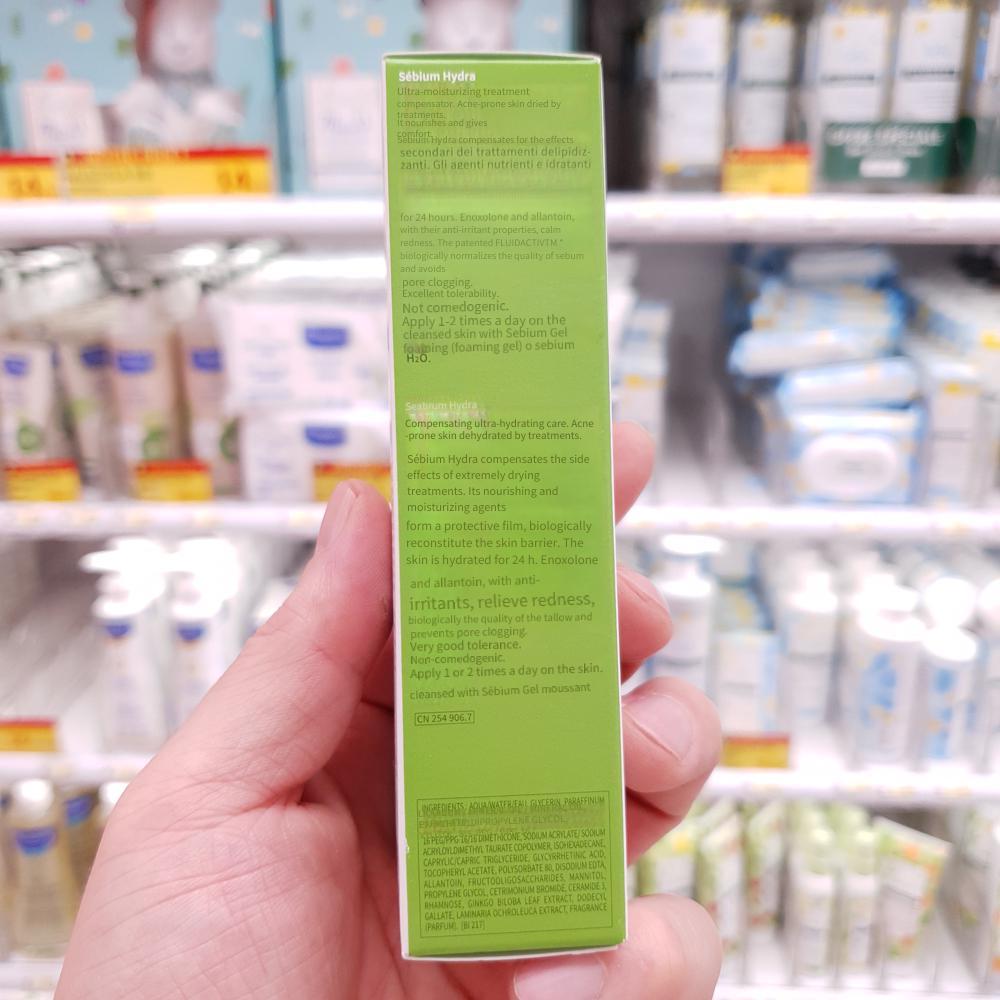 Sébium Hydra
Ultra-moisturizing treatment
compensator. Acne-prone skin dried by
treatments.
It nourishes and gives
comfort.
Sébium Hydra compensates for the effects
secondari dei trattamenti delipidiz-
zanti. Gli agenti nutrienti e idratanti
for 24 hours. Enoxolone and allantoin,
with their anti-irritant properties, calm
redness. The patented FLUIDACTIVTM *
biologically normalizes the quality of sebum
and avoids
pore clogging.
Excellent tolerability.
Not comedogenic.
Apply 1-2 times a day on the
cleansed skin with Sebium Gel
foaming (foaming gel) o sebium
H₂O.
Seabium Hydra
Compensating ultra-hydrating care. Acne
-prone skin dehydrated by treatments.
Sébium Hydra compensates the side
effects of extremely drying
treatments. Its nourishing and
moisturizing agents
form a protective film, biologically
reconstitute the skin barrier. The
skin is hydrated for 24 h. Enoxolone
and allantoin, with anti-
irritants, relieve redness,
biologically the quality of the tallow and
prevents pore clogging.
Very good tolerance.
Non-comedogenic.
Apply 1 or 2 times a day on the skin.
cleansed with Sébium Gel moussant
CN 254 906.7
INGREDIENTS: AQUA/WATER/EAU, GLYCERIN, PARAFFINUM
DIPROPYLENE GLYCOL,
16 PEG/PPG 16/16 DIMETHICONE, SODIUM ACRYLATE/ SODIUM
ACRYLOYLDIMETHYL TAURATE COPOLYMER, ISOHEXADECANE,
CAPRYLIC/CAPRIC TRIGLYCERIDE, GLYCYRRHETINIC ACID,
TOCOPHERYL ACETATE, POLYSORBATE 80, DISODIUM EDTA,
ALLANTOIN, FRUCTOOLIGOSACCHARIDES, MANNITOL,
PROPYLENE GLYCOL, CETRIMONIUM BROMIDE, CERAMIDE 3,
RHAMNOSE, GINKGO BILOBA LEAF EXTRACT, DODECYL
GALLATE, LAMINARIA OCHROLEUCA EXTRACT, FRAGRANCE
(PARFUM). [BI 217]